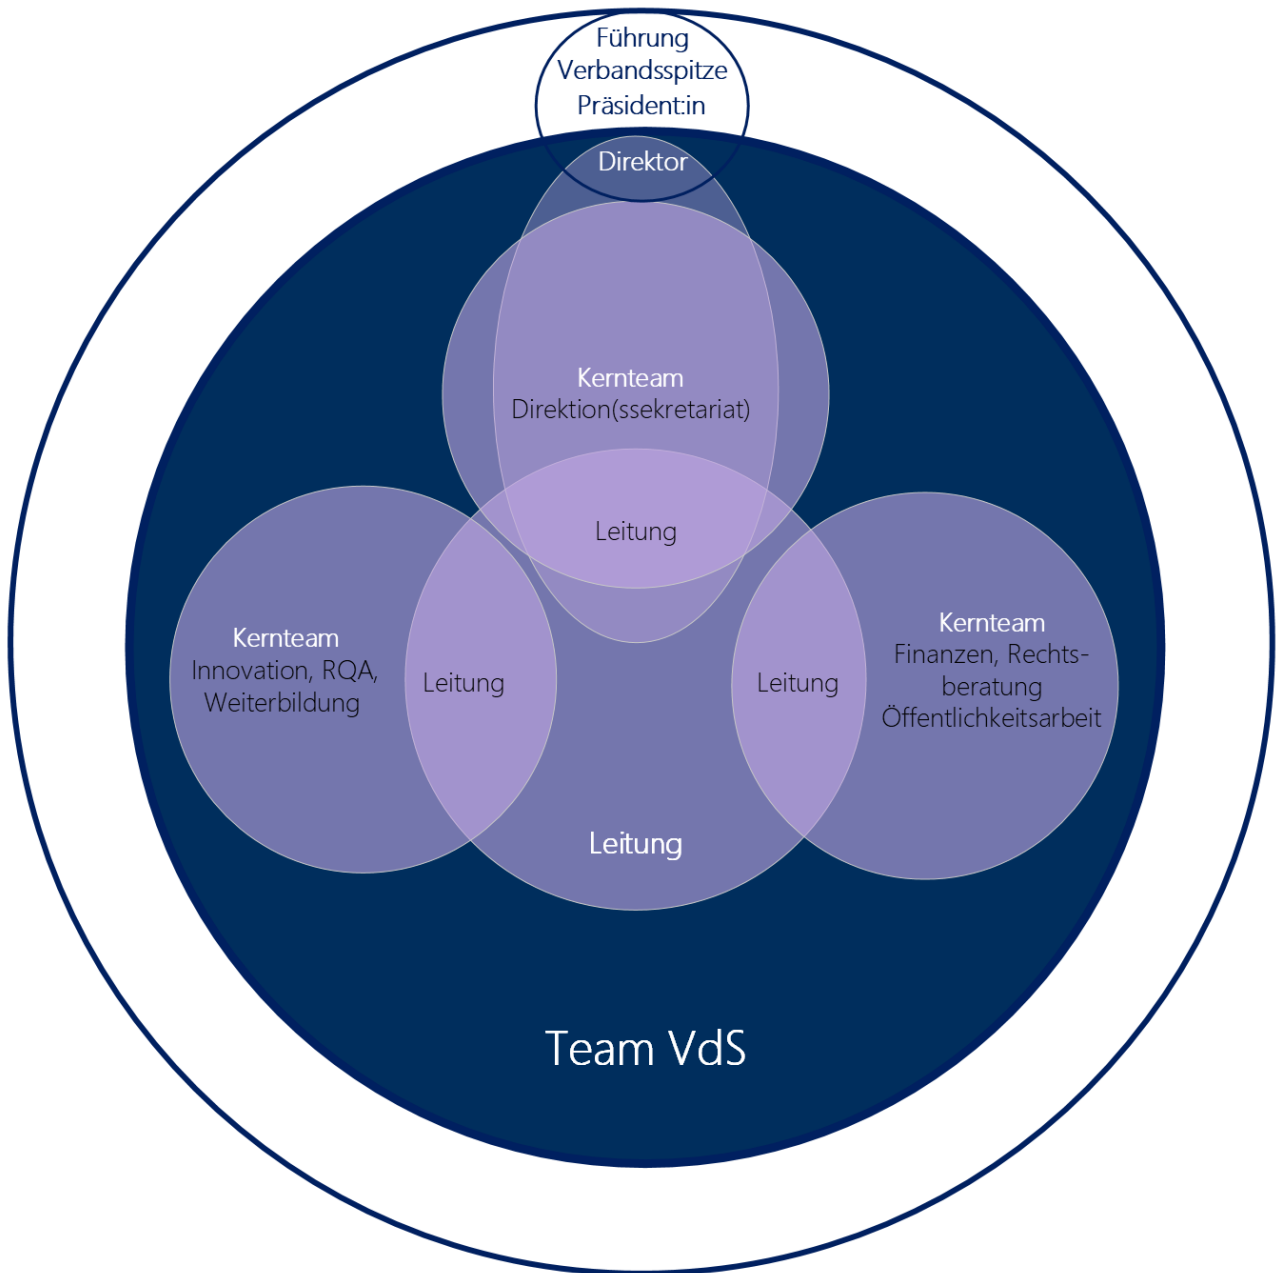 Führung
Verbandsspitze
Präsident:in
Direktor
Kernteam
Direktion(ssekretariat)
Leitung
Kernteam
Innovation, RQA,
Weiterbildung
Leitung
Leitung
Kernteam
Finanzen, Rechts-
beratung
Öffentlichkeitsarbeit
Leitung
Team VdS